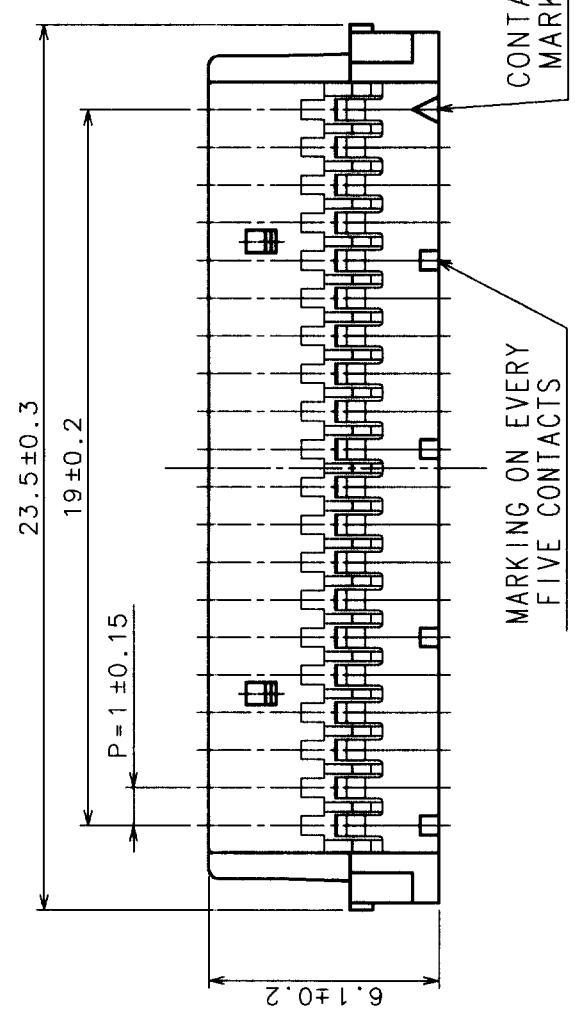 23.5±0.3
19±0.2
P=1±0.15
6.1±0.2
MARKING ON EVERY
FIVE CONTACTS
CONTA
MARK